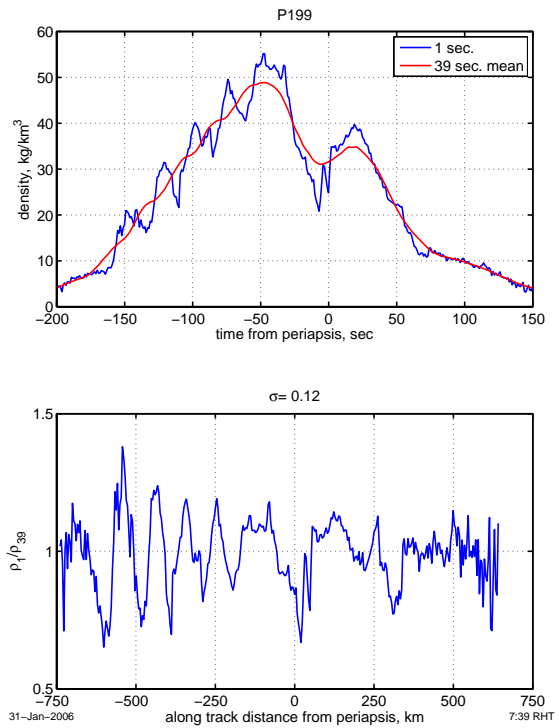 P199
60
50
40
30
20
10
0
density, kg/km3
1 sec.
39 sec. mean
−200 −150 −100 −50 0 50 100 150
time from periapsis, sec
σ= 0.12
1.5
1
0.5
ρ1/ρ39
−750 −500 −250 0 250 500 750
along track distance from periapsis, km
31−Jan−2006
7:39 RHT